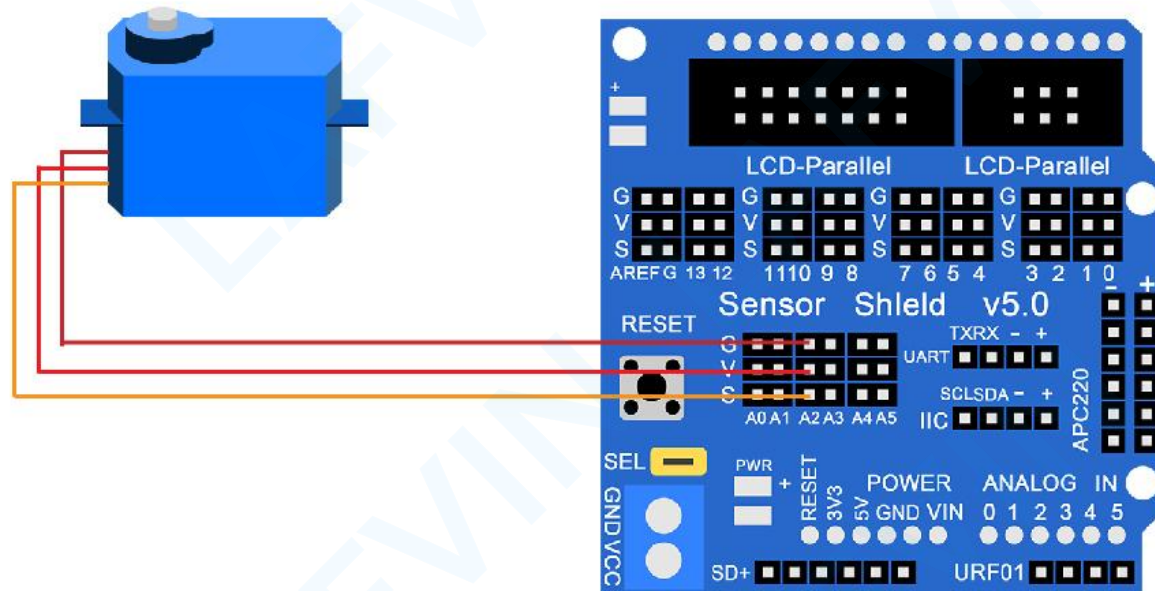 +
LCD-Parallel LCD-Parallel
G G G G
V V V V
S S S S
AREF G 13 12 1110 9 8 7 6 5 4 3 2 1 0
- +
Sensor Shield v5.0
RESET
TXRX - +
G
V
S
UART
SCLSDA - +
IIC
A0 A1 A2 A3 A4 A5
APC220
SEL
PWR
+
GND VCC
RESET
3V3
5V
POWER
GND VIN
ANALOG IN
0 1 2 3 4 5
SD+
URF01